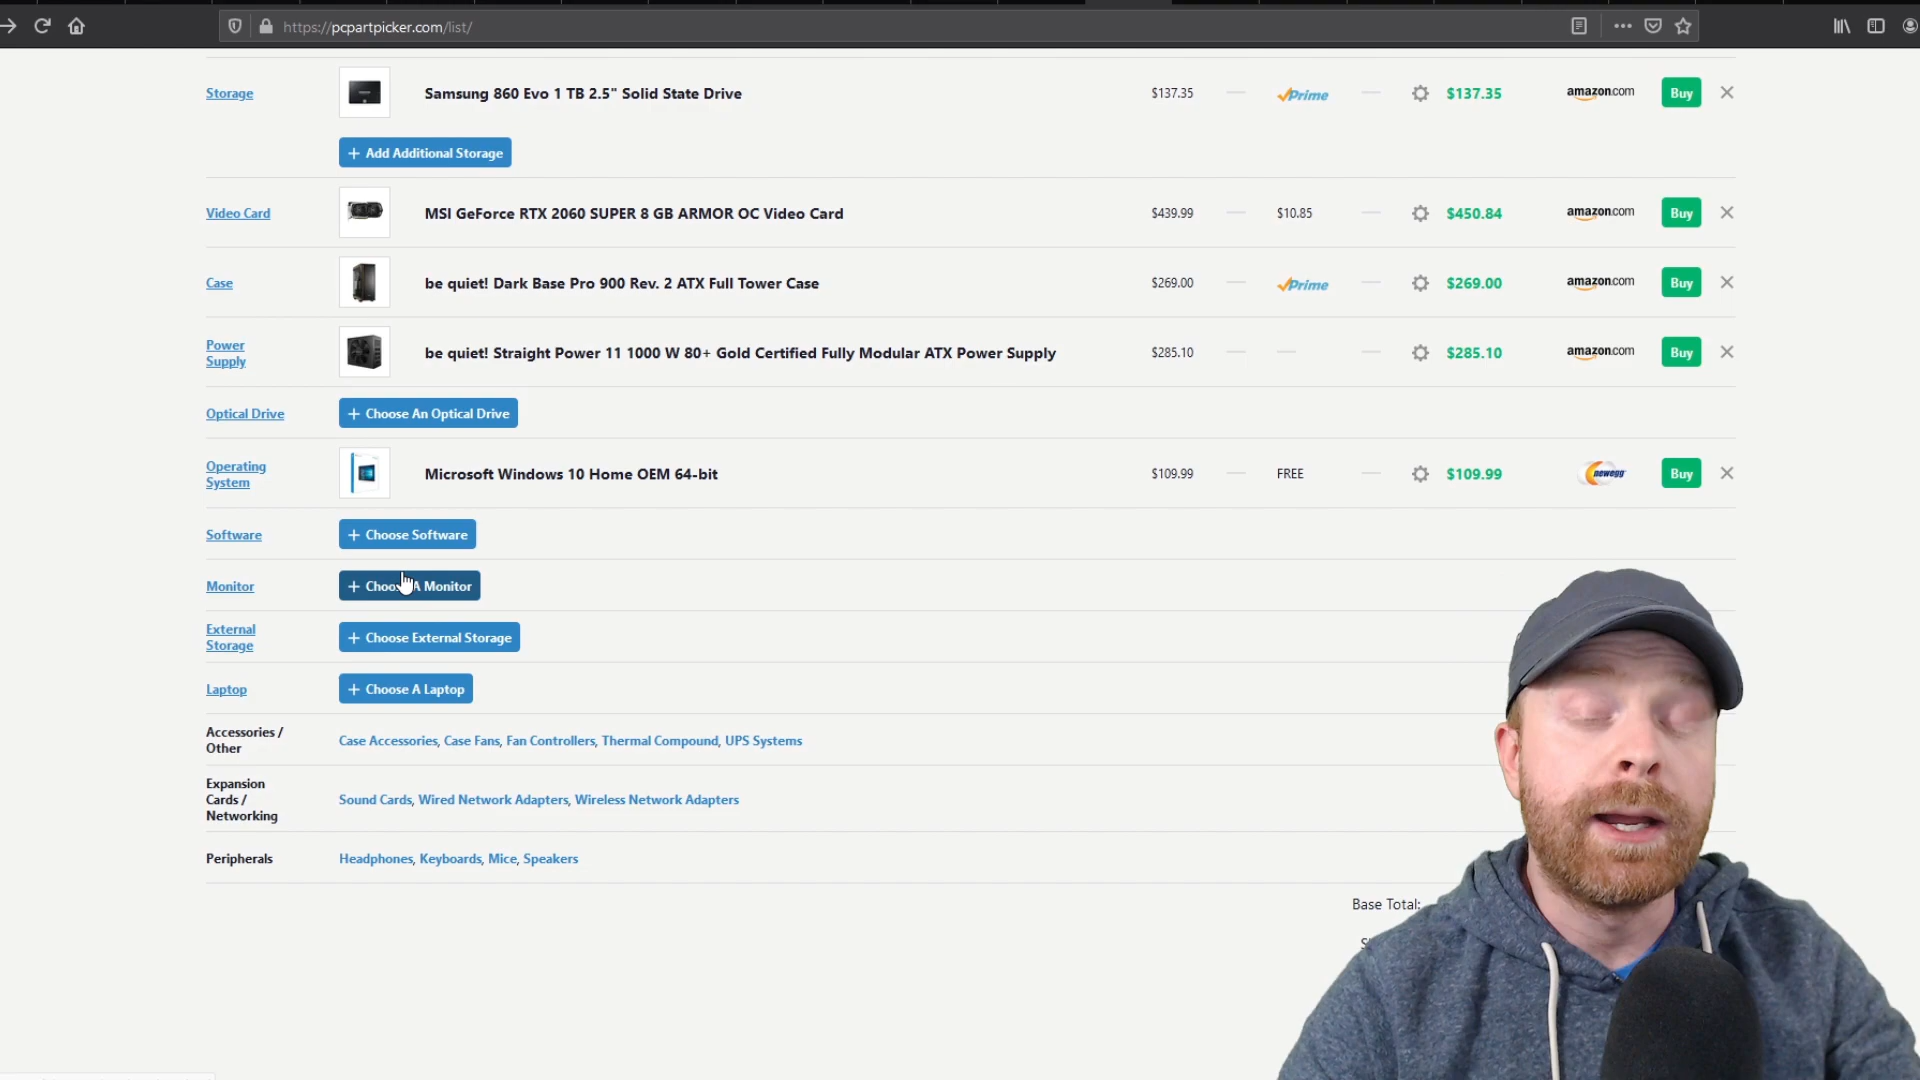 https://pcpartpicker.com/list/
Storage Samsung 860 Evo 1 TB 2.5" Solid State Drive $137.35 — Prime — $137.35 amazon.com Buy
+ Add Additional Storage
Video Card MSI GeForce RTX 2060 SUPER 8 GB ARMOR OC Video Card $439.99 — $10.85 — $450.84 amazon.com Buy
Case be quiet! Dark Base Pro 900 Rev. 2 ATX Full Tower Case $269.00 — Prime — $269.00 amazon.com Buy
Power
Supply be quiet! Straight Power 11 1000 W 80+ Gold Certified Fully Modular ATX Power Supply $285.10 — — — $285.10 amazon.com Buy
Optical Drive + Choose An Optical Drive
Operating
System Microsoft Windows 10 Home OEM 64-bit $109.99 — FREE — $109.99 newegg Buy
Software + Choose Software
Monitor + Choose A Monitor
External
Storage + Choose External Storage
Laptop + Choose A Laptop
Accessories /
Other Case Accessories, Case Fans, Fan Controllers, Thermal Compound, UPS Systems
Expansion
Cards /
Networking Sound Cards, Wired Network Adapters, Wireless Network Adapters
Peripherals Headphones, Keyboards, Mice, Speakers
Base Total: